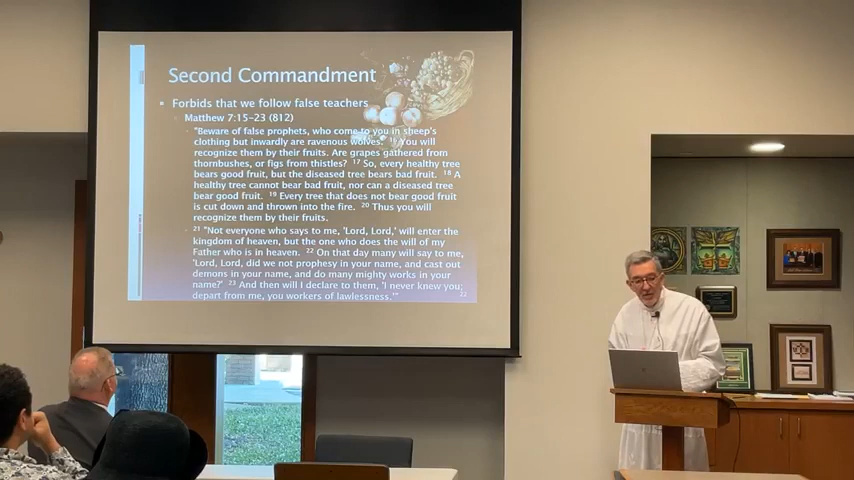 Second Commandment
Forbids that we follow false teachers
Matthew 7:15-23 (812)
"Beware of false prophets, who come to you in sheep's
clothing but inwardly are ravenous wolves. You will
recognize them by their fruits. Are grapes gathered from
thornbushes, or figs from thistles? 17 So, every healthy tree
bears good fruit, but the diseased tree bears bad fruit. 18 A
healthy tree cannot bear bad fruit, nor can a diseased tree
bear good fruit. 19 Every tree that does not bear good fruit
is cut down and thrown into the fire. 20 Thus you will
recognize them by their fruits.
21 "Not everyone who says to me, 'Lord, Lord,' will enter the
kingdom of heaven, but the one who does the will of my
Father who is in heaven. 22 On that day many will say to me,
'Lord, Lord, did we not prophesy in your name, and cast out
demons in your name, and do many mighty works in your
name?' 23 And then will I declare to them, 'I never knew you;
depart from me, you workers of lawlessness.'"
22